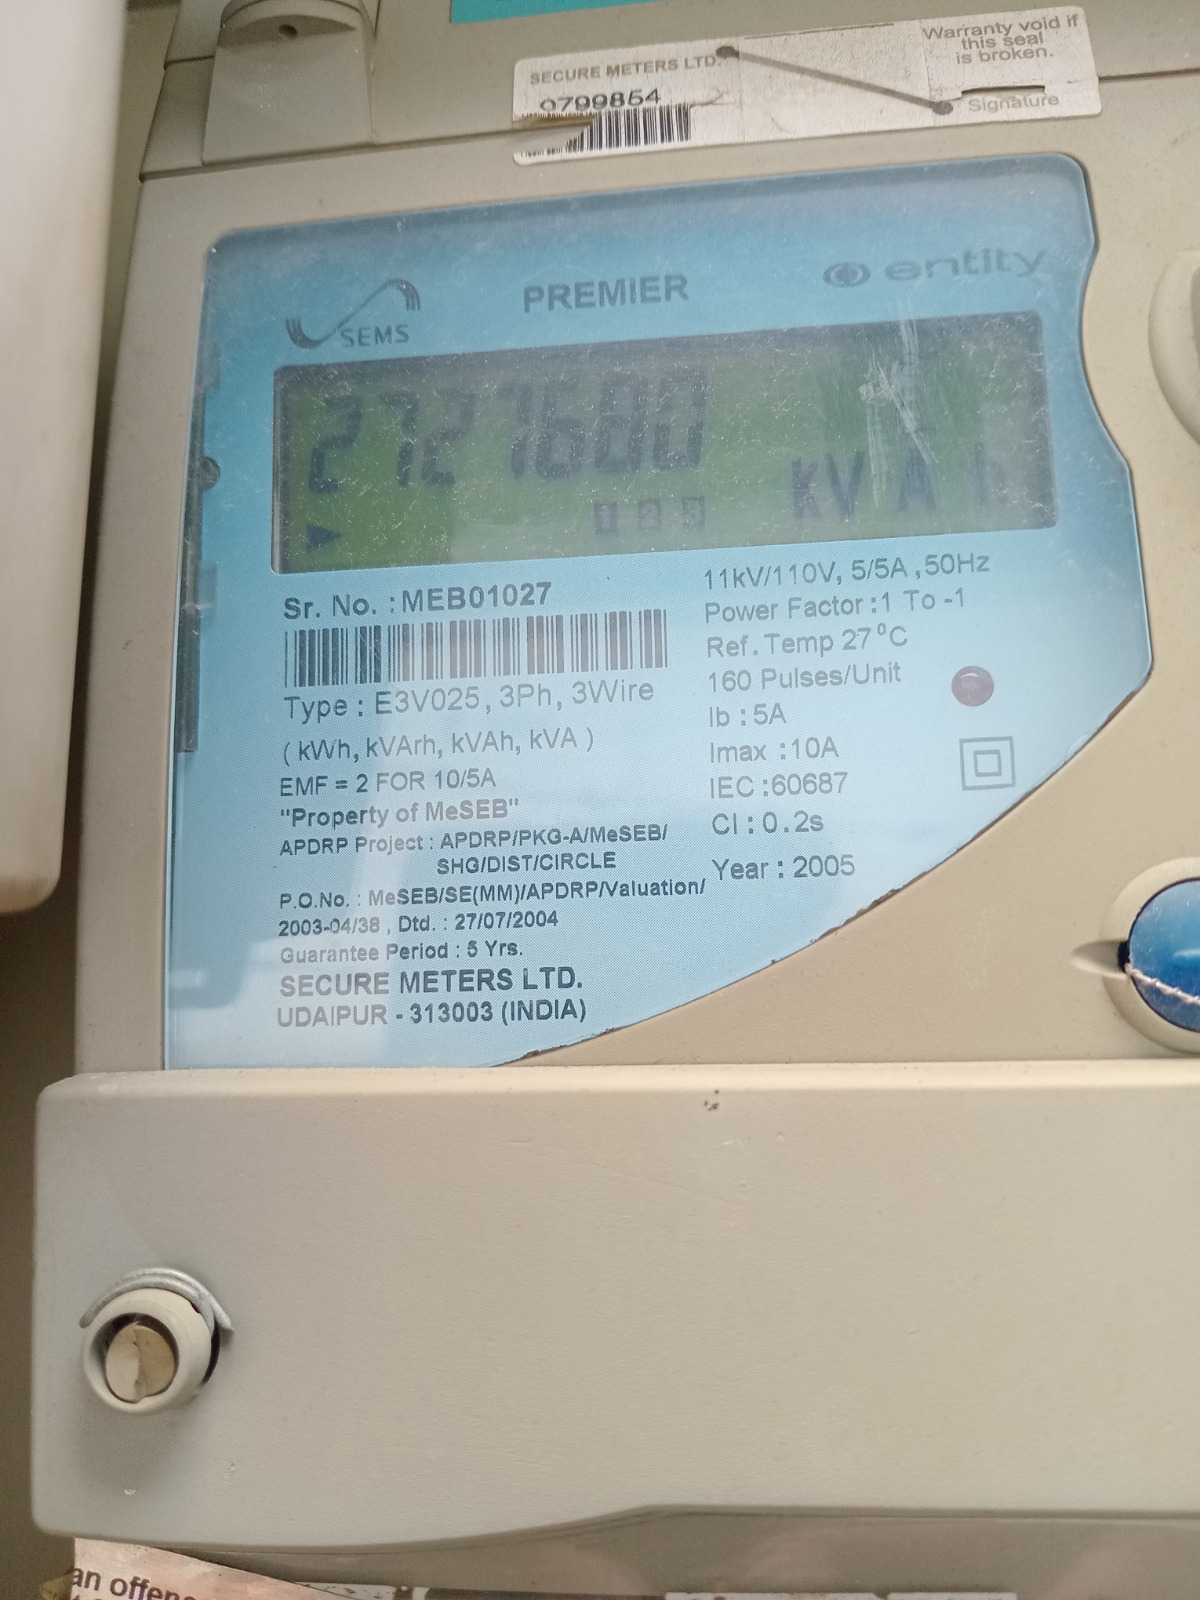 SECURE METERS LTD.
0799854
Warranty void if
this seal
is broken.
Signature
SEMS
PREMIER
entity
2727680
1 2 3
KVA h
Sr. No. : MEB01027
Type : E3V025, 3Ph, 3Wire
( kWh, kVArh, kVAh, kVA )
EMF = 2 FOR 10/5A
"Property of MeSEB"
APDRP Project : APDRP/PKG-A/MeSEB/
SHG/DIST/CIRCLE
P.O.No. : MeSEB/SE(MM)/APDRP/Valuation/
2003-04/38 , Dtd. : 27/07/2004
Guarantee Period : 5 Yrs.
SECURE METERS LTD.
UDAIPUR - 313003 (INDIA)
11kV/110V, 5/5A ,50Hz
Power Factor :1 To -1
Ref. Temp 27°C
160 Pulses/Unit
Ib : 5A
Imax : 10A
IEC : 60687
Cl : 0.2s
Year : 2005
an offen